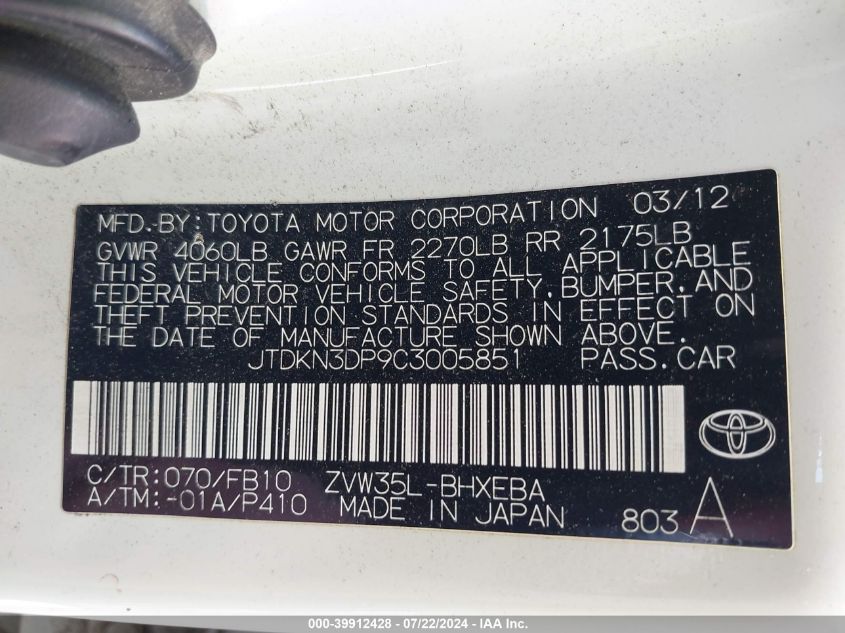 MFD.BY:TOYOTA MOTOR CORPORATION 03/12
GVWR 4060LB GAWR FR 2270LB RR 2175LB
THIS VEHICLE CONFORMS TO ALL APPLICABLE
FEDERAL MOTOR VEHICLE SAFETY,BUMPER,AND
THEFT PREVENTION STANDARDS IN EFFECT ON
THE DATE OF MANUFACTURE SHOWN ABOVE.
JTDKN3DP9C3005851 PASS.CAR
C/TR:070/FB10 ZVW35L-BHXEBA
A/TM:-01A/P410 MADE IN JAPAN 803 A
000-39912428 - 07/22/2024 - IAA Inc.